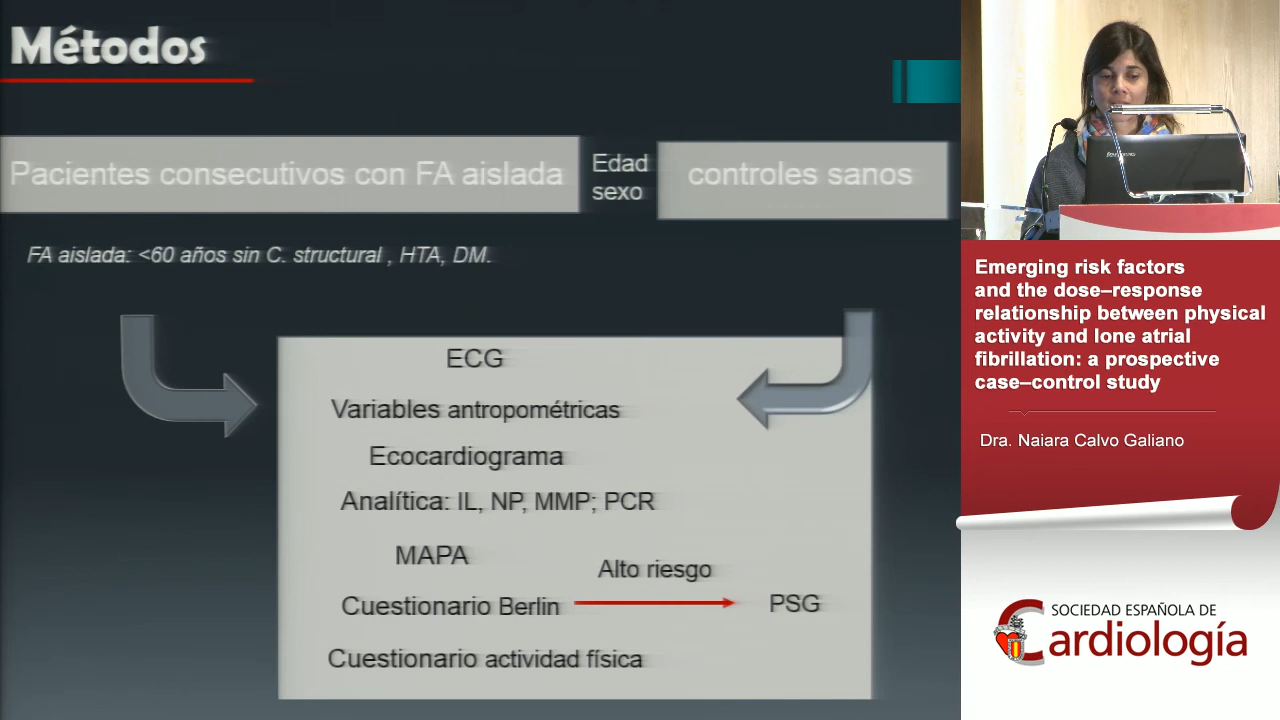 Métodos
Pacientes consecutivos con FA aislada
Edad
sexo
controles sanos
FA aislada: <60 años sin C. structural , HTA, DM.
ECG
Variables antropométricas
Ecocardiograma
Analítica: IL, NP, MMP; PCR
MAPA
Alto riesgo
Cuestionario Berlin
PSG
Cuestionario actividad física
Emerging risk factors
and the dose–response
relationship between physical
activity and lone atrial
fibrillation: a prospective
case–control study
Dra. Naiara Calvo Galiano
SOCIEDAD ESPAÑOLA DE
Cardiología